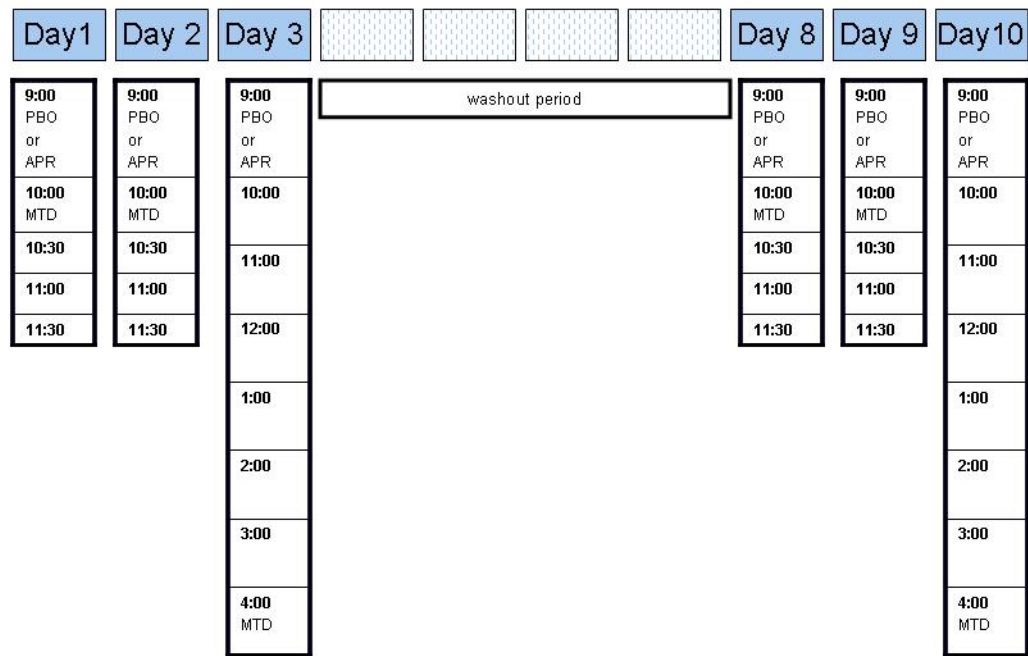 Day1
Day 2
Day 3
Day 8
Day 9
Day10
9:00
PBO
or
APR
10:00
MTD
10:30
11:00
11:30
9:00
PBO
or
APR
10:00
MTD
10:30
11:00
11:30
9:00
PBO
or
APR
10:00
11:00
12:00
1:00
2:00
3:00
4:00
MTD
washout period
9:00
PBO
or
APR
10:00
MTD
10:30
11:00
11:30
9:00
PBO
or
APR
10:00
MTD
10:30
11:00
11:30
9:00
PBO
or
APR
10:00
11:00
12:00
1:00
2:00
3:00
4:00
MTD